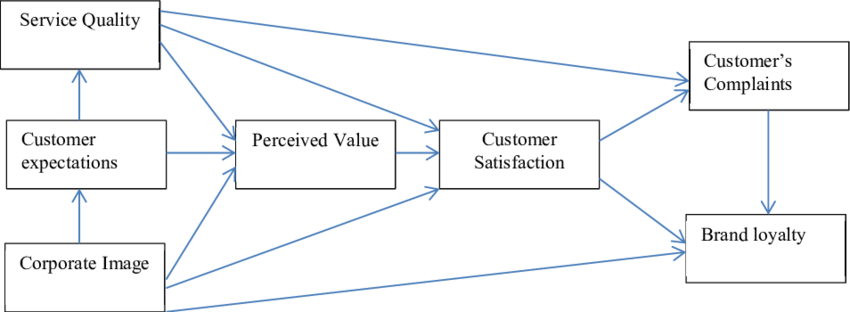 Service Quality
Customer’s
Complaints
Customer
expectations
Perceived Value
Customer
Satisfaction
Corporate Image
Brand loyalty